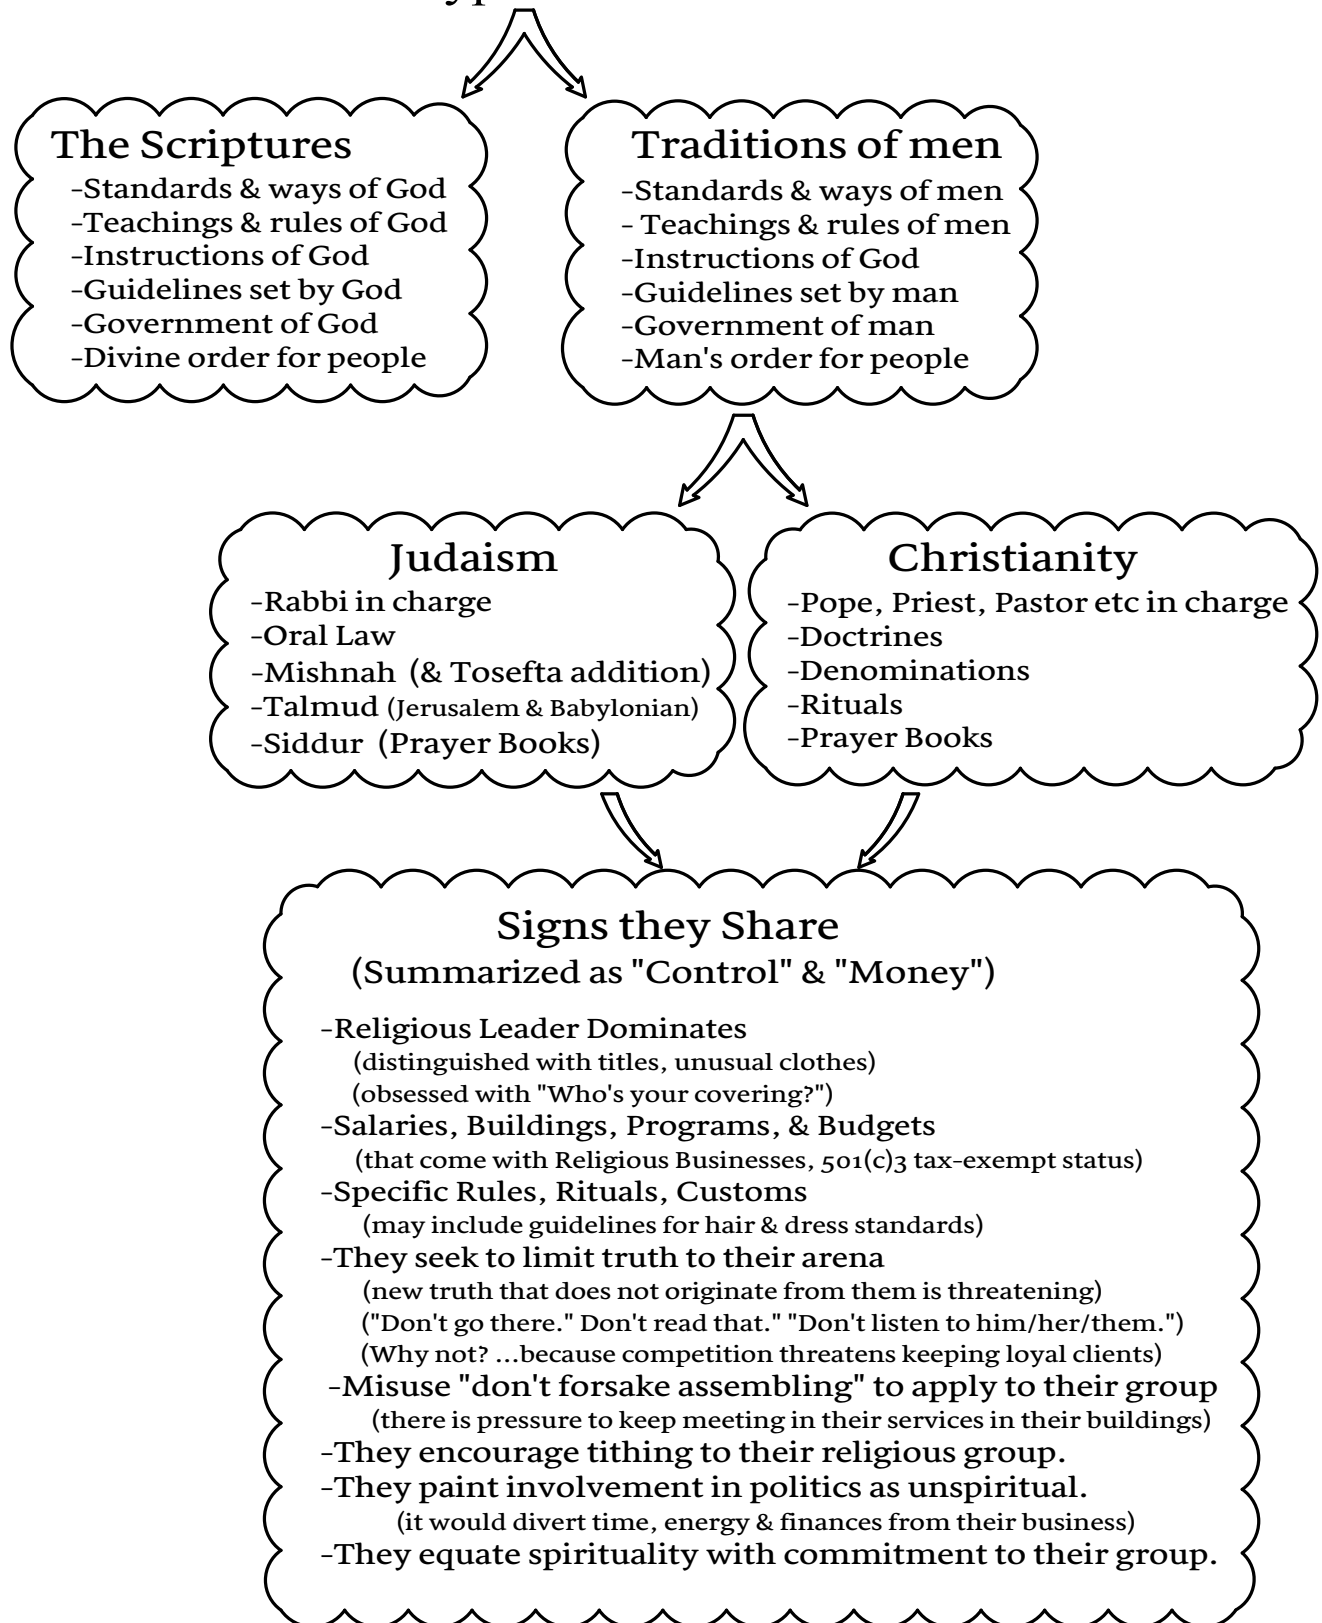 The Scriptures
-Standards & ways of God
-Teachings & rules of God
-Instructions of God
-Guidelines set by God
-Government of God
-Divine order for people
Traditions of men
-Standards & ways of men
- Teachings & rules of men
-Instructions of God
-Guidelines set by man
-Government of man
-Man's order for people
Judaism
-Rabbi in charge
-Oral Law
-Mishnah (& Tosefta addition)
-Talmud (Jerusalem & Babylonian)
-Siddur (Prayer Books)
Christianity
-Pope, Priest, Pastor etc in charge
-Doctrines
-Denominations
-Rituals
-Prayer Books
Signs they Share
(Summarized as "Control" & "Money")
-Religious Leader Dominates
(distinguished with titles, unusual clothes)
(obsessed with "Who's your covering?")
-Salaries, Buildings, Programs, & Budgets
(that come with Religious Businesses, 501(c)3 tax-exempt status)
-Specific Rules, Rituals, Customs
(may include guidelines for hair & dress standards)
-They seek to limit truth to their arena
(new truth that does not originate from them is threatening)
("Don't go there." Don't read that." "Don't listen to him/her/them.")
(Why not? ...because competition threatens keeping loyal clients)
-Misuse "don't forsake assembling" to apply to their group
(there is pressure to keep meeting in their services in their buildings)
-They encourage tithing to their religious group.
-They paint involvement in politics as unspiritual.
(it would divert time, energy & finances from their business)
-They equate spirituality with commitment to their group.